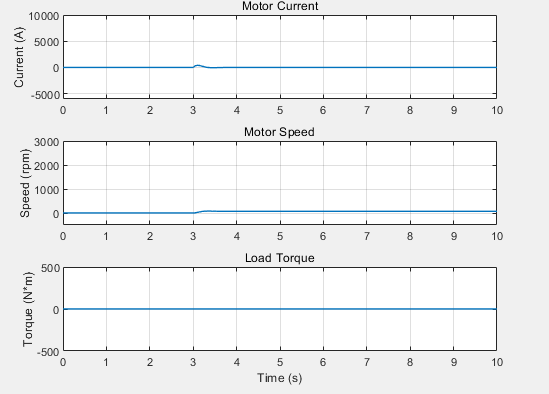 Motor Current
Current (A)
10000
5000
0
-5000
0 1 2 3 4 5 6 7 8 9 10
Motor Speed
Speed (rpm)
3000
2000
1000
0
0 1 2 3 4 5 6 7 8 9 10
Load Torque
Torque (N*m)
500
0
-500
0 1 2 3 4 5 6 7 8 9 10
Time (s)